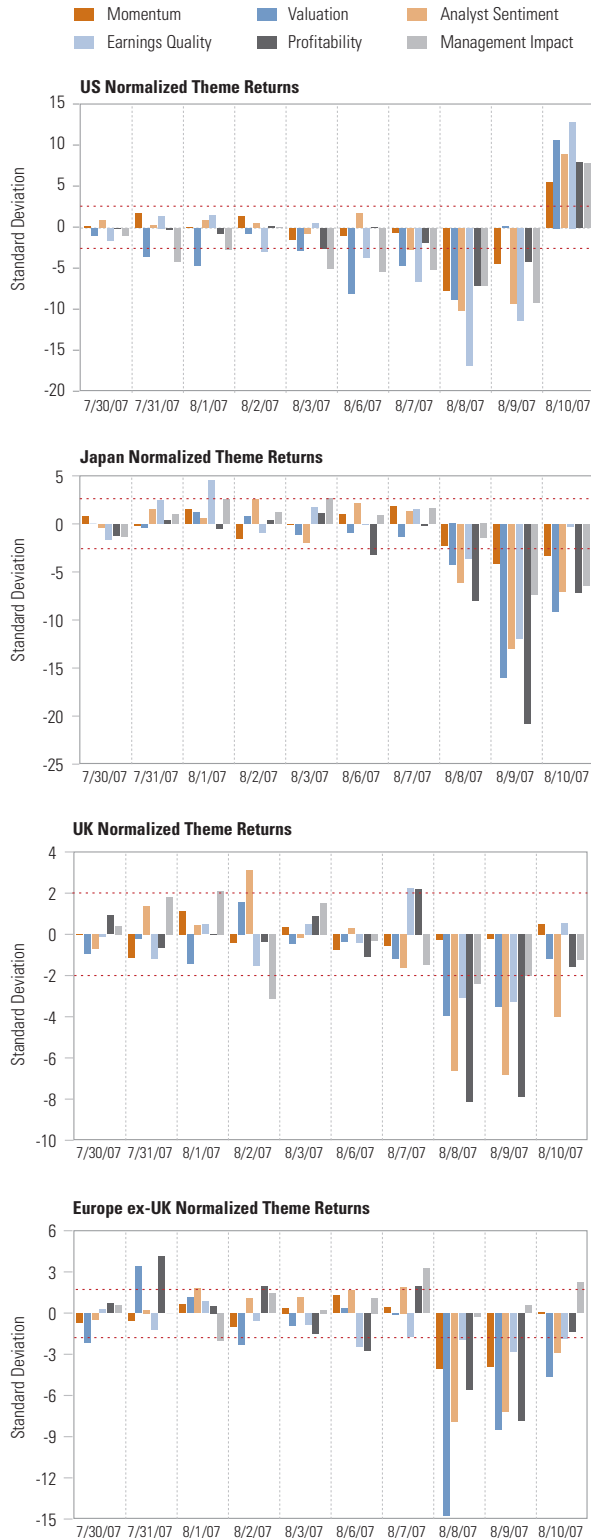 Momentum Valuation Analyst Sentiment
Earnings Quality Profitability Management Impact
US Normalized Theme Returns
15
10
5
0
-5
-10
-15
-20
Standard Deviation
7/30/07 7/31/07 8/1/07 8/2/07 8/3/07 8/6/07 8/7/07 8/8/07 8/9/07 8/10/07
Japan Normalized Theme Returns
5
0
-5
-10
-15
-20
-25
Standard Deviation
7/30/07 7/31/07 8/1/07 8/2/07 8/3/07 8/6/07 8/7/07 8/8/07 8/9/07 8/10/07
UK Normalized Theme Returns
4
2
0
-2
-4
-6
-8
-10
Standard Deviation
7/30/07 7/31/07 8/1/07 8/2/07 8/3/07 8/6/07 8/7/07 8/8/07 8/9/07 8/10/07
Europe ex-UK Normalized Theme Returns
6
3
0
-3
-6
-9
-12
-15
Standard Deviation
7/30/07 7/31/07 8/1/07 8/2/07 8/3/07 8/6/07 8/7/07 8/8/07 8/9/07 8/10/07